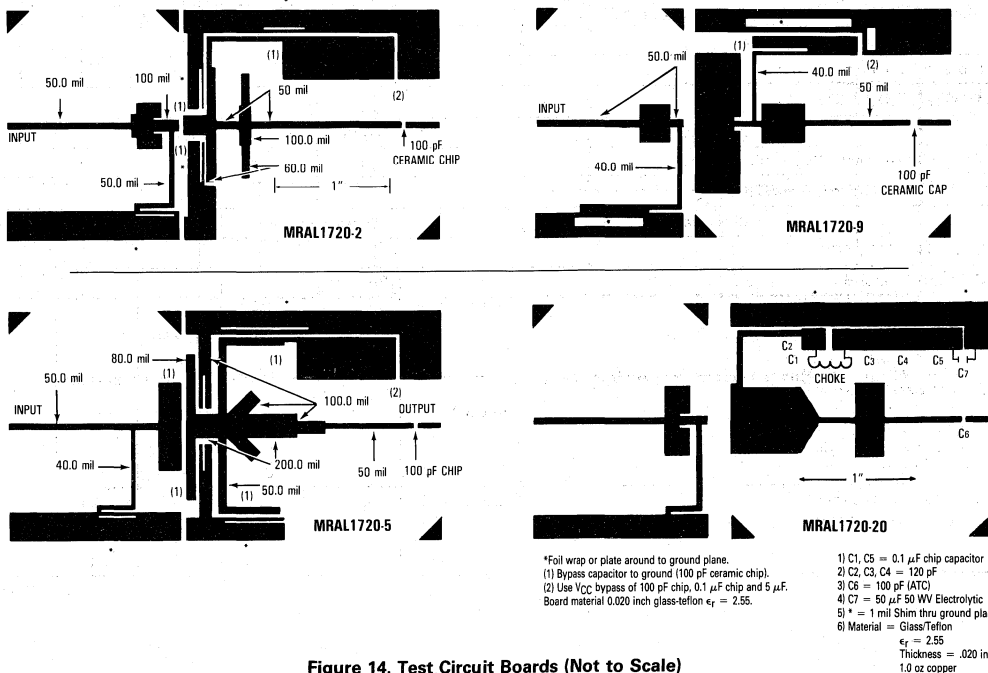 50.0 mil
100 mil
(1)
(1)
50 mil
(2)
INPUT
(1)
100.0 mil
100 pF
CERAMIC CHIP
60.0 mil
50.0 mil
1"
MRAL1720-2
50.0 mil
(1)
(2)
40.0 mil
50 mil
INPUT
40.0 mil
100 pF
CERAMIC CAP
MRAL1720-9
80.0 mil
(1)
50.0 mil
(1)
(2)
INPUT
100.0 mil
OUTPUT
40.0 mil
200.0 mil
50 mil
100 pF CHIP
(1)
(1)
50.0 mil
MRAL1720-5
C2
C1
CHOKE
C3
C4
C5
C7
C6
1"
MRAL1720-20
*Foil wrap or plate around to ground plane.
(1) Bypass capacitor to ground (100 pF ceramic chip).
(2) Use VCC bypass of 100 pF chip, 0.1 μF chip and 5 μF.
Board material 0.020 inch glass-teflon εr = 2.55.
1) C1, C5 = 0.1 μF chip capacitor
2) C2, C3, C4 = 120 pF
3) C6 = 100 pF (ATC)
4) C7 = 50 μF 50 WV Electrolytic
5) * = 1 mil Shim thru ground pla
6) Material = Glass/Teflon
εr = 2.55
Thickness = .020 in
1.0 oz copper
Figure 14. Test Circuit Boards (Not to Scale)